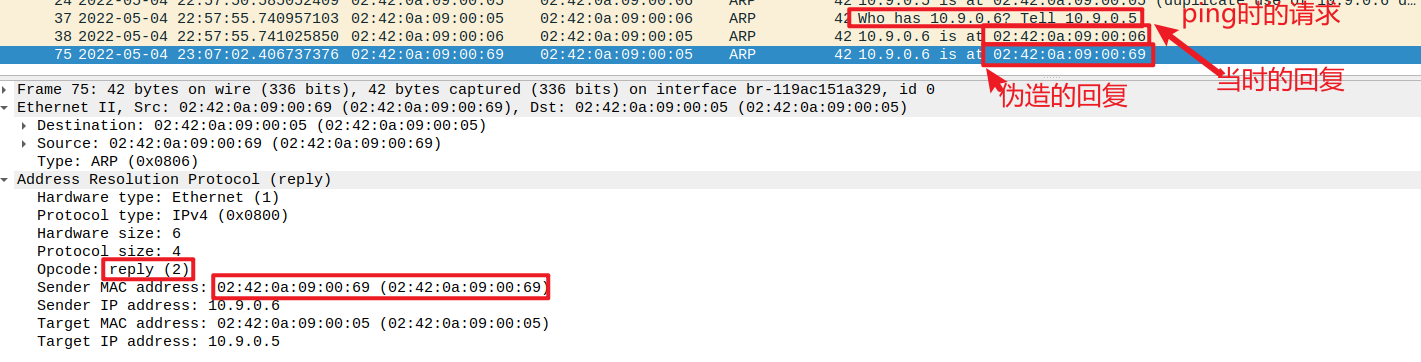 24 2022-05-04 22:57:50.585052409 02:42:0a:09:00:05 02:42:0a:09:00:06 ARP 42 10.9.0.5 is at 02:42:0a:09:00:05 (duplicate use of 10.9.0.6 d…
37 2022-05-04 22:57:55.740957103 02:42:0a:09:00:05 02:42:0a:09:00:06 ARP 42 Who has 10.9.0.6? Tell 10.9.0.5
ping时的请求
38 2022-05-04 22:57:55.741025850 02:42:0a:09:00:06 02:42:0a:09:00:05 ARP 42 10.9.0.6 is at 02:42:0a:09:00:06
75 2022-05-04 23:07:02.406737376 02:42:0a:09:00:69 02:42:0a:09:00:05 ARP 42 10.9.0.6 is at 02:42:0a:09:00:69
当时的回复
伪造的回复
Frame 75: 42 bytes on wire (336 bits), 42 bytes captured (336 bits) on interface br-119ac151a329, id 0
Ethernet II, Src: 02:42:0a:09:00:69 (02:42:0a:09:00:69), Dst: 02:42:0a:09:00:05 (02:42:0a:09:00:05)
Destination: 02:42:0a:09:00:05 (02:42:0a:09:00:05)
Source: 02:42:0a:09:00:69 (02:42:0a:09:00:69)
Type: ARP (0x0806)
Address Resolution Protocol (reply)
Hardware type: Ethernet (1)
Protocol type: IPv4 (0x0800)
Hardware size: 6
Protocol size: 4
Opcode: reply (2)
Sender MAC address: 02:42:0a:09:00:69 (02:42:0a:09:00:69)
Sender IP address: 10.9.0.6
Target MAC address: 02:42:0a:09:00:05 (02:42:0a:09:00:05)
Target IP address: 10.9.0.5